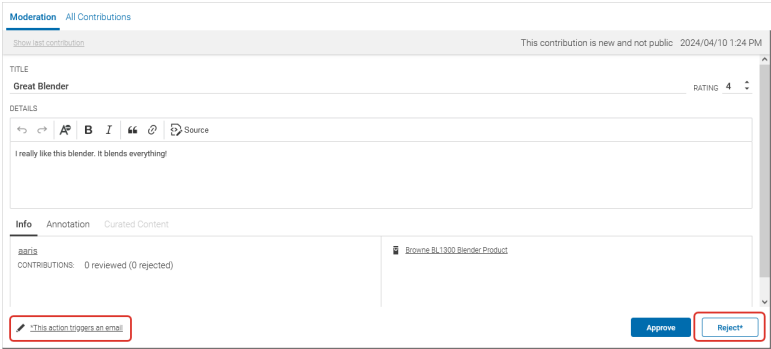 Moderation All Contributions
Show last contribution This contribution is new and not public 2024/04/10 1:24 PM
TITLE
Great Blender RATING 4
DETAILS
B I Source
I really like this blender. It blends everything!
Info Annotation Curated Content
aaris Browne BL1300 Blender Product
CONTRIBUTIONS: 0 reviewed (0 rejected)
*This action triggers an email Approve Reject*